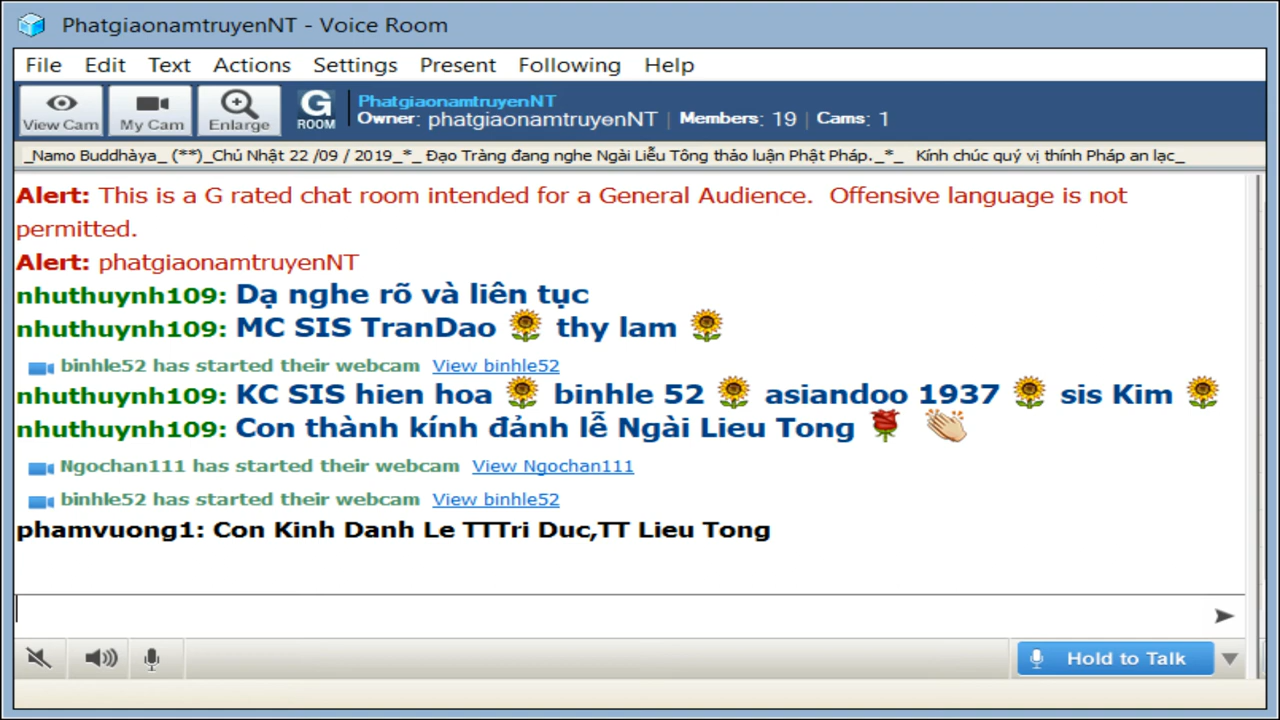 PhatgiaonamtruyenNT - Voice Room
File Edit Text Actions Settings Present Following Help
View Cam My Cam Enlarge G ROOM
PhatgiaonamtruyenNT
Owner: phatgiaonamtruyenNT | Members: 19 | Cams: 1
_Namo Buddhàya_ (**)_Chủ Nhật 22 /09 / 2019_*_ Đạo Tràng đang nghe Ngài Liễu Tông thảo luận Phật Pháp._*_ Kính chúc quý vị thính Pháp an lạc_
Alert: This is a G rated chat room intended for a General Audience. Offensive language is not
permitted.
Alert: phatgiaonamtruyenNT
nhuthuynh109: Dạ nghe rõ và liên tục
nhuthuynh109: MC SIS TranDao 🌻 thy lam 🌻
binhle52 has started their webcam View binhle52
nhuthuynh109: KC SIS hien hoa 🌻 binhle 52 🌻 asiandoo 1937 🌻 sis Kim 🌻
nhuthuynh109: Con thành kính đảnh lễ Ngài Lieu Tong 🌹 👏
Ngochan111 has started their webcam View Ngochan111
binhle52 has started their webcam View binhle52
phamvuong1: Con Kinh Danh Le TTTri Duc,TT Lieu Tong
Hold to Talk